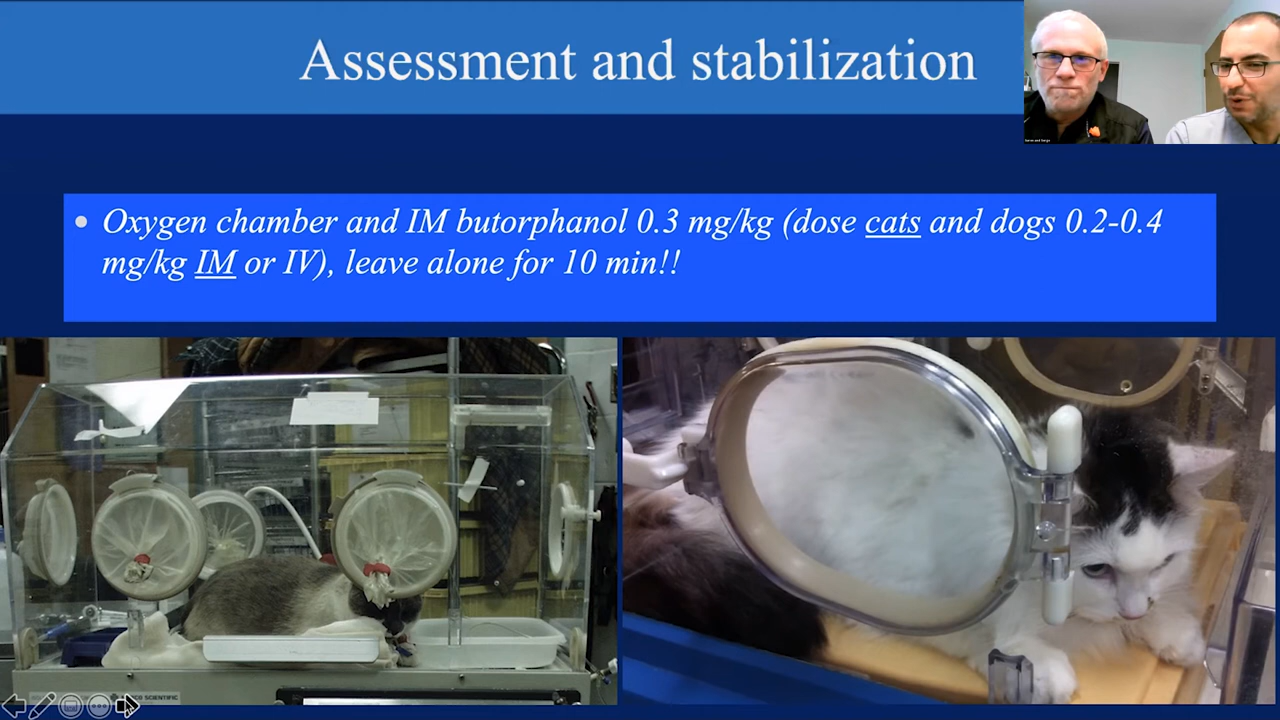 Assessment and stabilization
Oxygen chamber and IM butorphanol 0.3 mg/kg (dose cats and dogs 0.2-0.4
mg/kg IM or IV), leave alone for 10 min!!
SCIENTIFIC